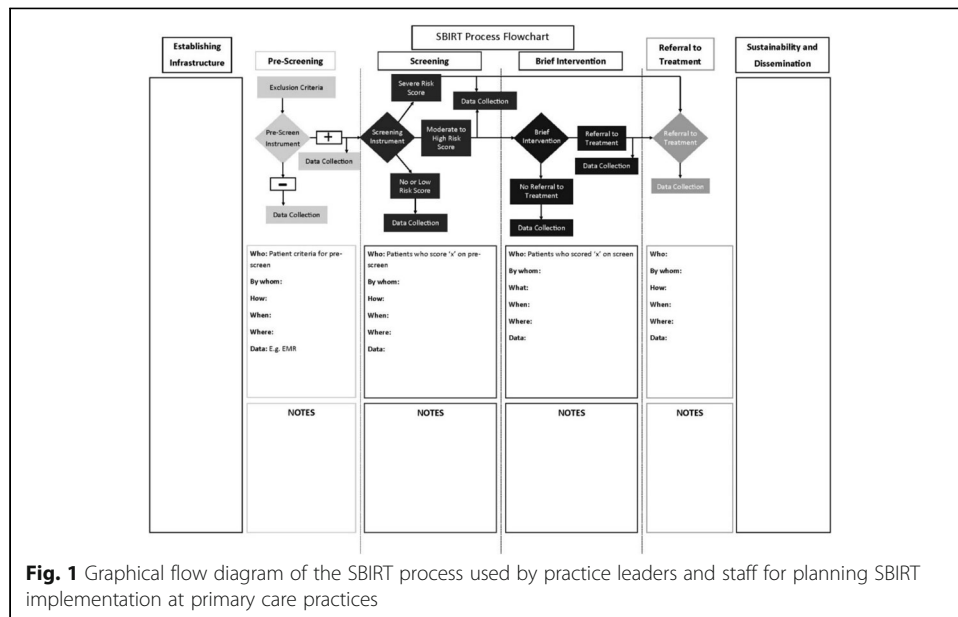 SBIRT Process Flowchart
Establishing
Infrastructure
Pre-Screening
Screening
Brief Intervention
Referral to
Treatment
Sustainability and
Dissemination
Exclusion Criteria
Pre-Screen
Instrument
+
Data Collection
-
Data Collection
Severe Risk
Score
Data Collection
Screening
Instrument
Moderate to
High Risk
Score
No or Low
Risk Score
Data Collection
Brief
Intervention
Referral to
Treatment
Data Collection
No Referral to
Treatment
Data Collection
Referral to
Treatment
Data Collection
Who: Patient criteria for pre-
screen
By whom:
How:
When:
Where:
Data: E.g. EMR
Who: Patients who score 'x' on pre-
screen
By whom:
How:
When:
Where:
Data:
Who: Patients who scored 'x' on screen
By whom:
What:
When:
Where:
Data:
Who:
By whom:
How:
When:
Where:
Data:
NOTES
NOTES
NOTES
NOTES
Fig. 1 Graphical flow diagram of the SBIRT process used by practice leaders and staff for planning SBIRT
implementation at primary care practices